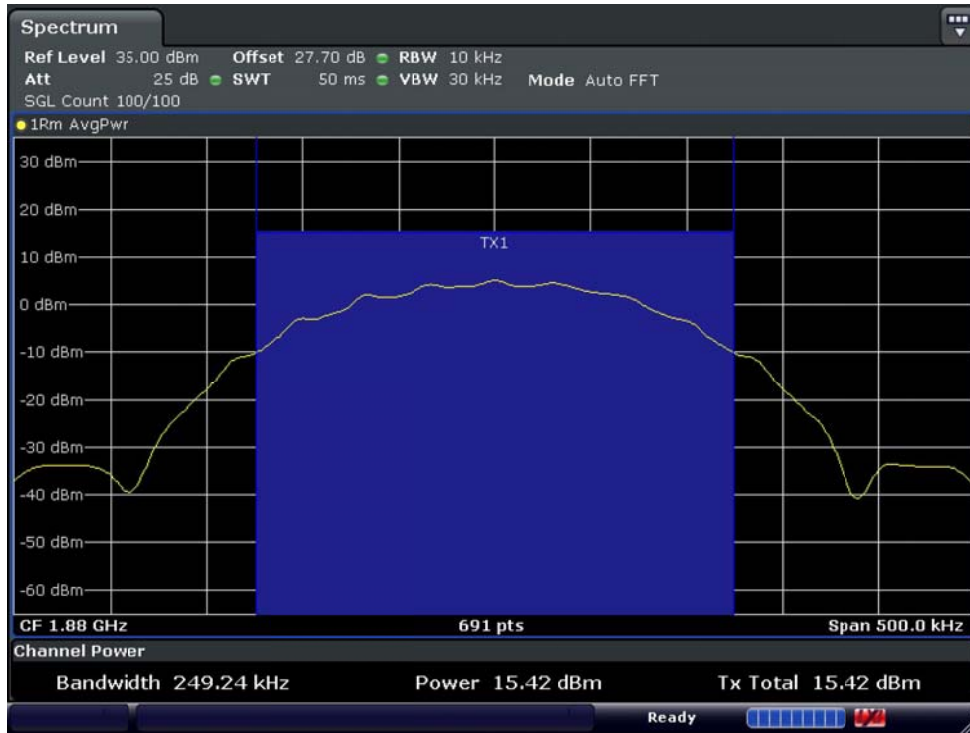 Spectrum
Ref Level 35.00 dBm Offset 27.70 dB RBW 10 kHz
Att 25 dB SWT 50 ms VBW 30 kHz Mode Auto FFT
SGL Count 100/100
1Rm AvgPwr
30 dBm
20 dBm
TX1
10 dBm
0 dBm
-10 dBm
-20 dBm
-30 dBm
-40 dBm
-50 dBm
-60 dBm
CF 1.88 GHz 691 pts Span 500.0 kHz
Channel Power
Bandwidth 249.24 kHz Power 15.42 dBm Tx Total 15.42 dBm
Ready